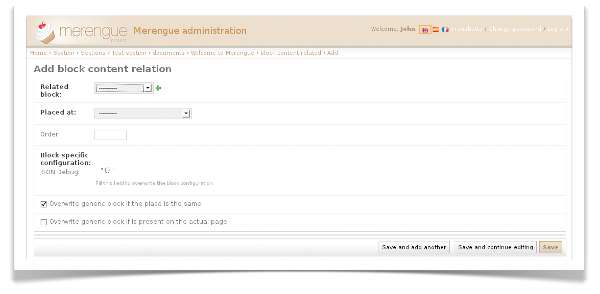 merengue Merengue administration
project
Welcome, John Translate / Change password / Log out
Home › Section › Sections › Test section › documents › Welcome to Merengue › block content related › Add
Add block content relation
Related block: ---------
Placed at: ---------
Order
Block specific configuration:
JSON Debug: "{}
Fill this field to overwrite the block configuration
Overwrite generic block if the place is the same
Overwrite generic block if is present on the actual page
Save and add another Save and continue editing Save